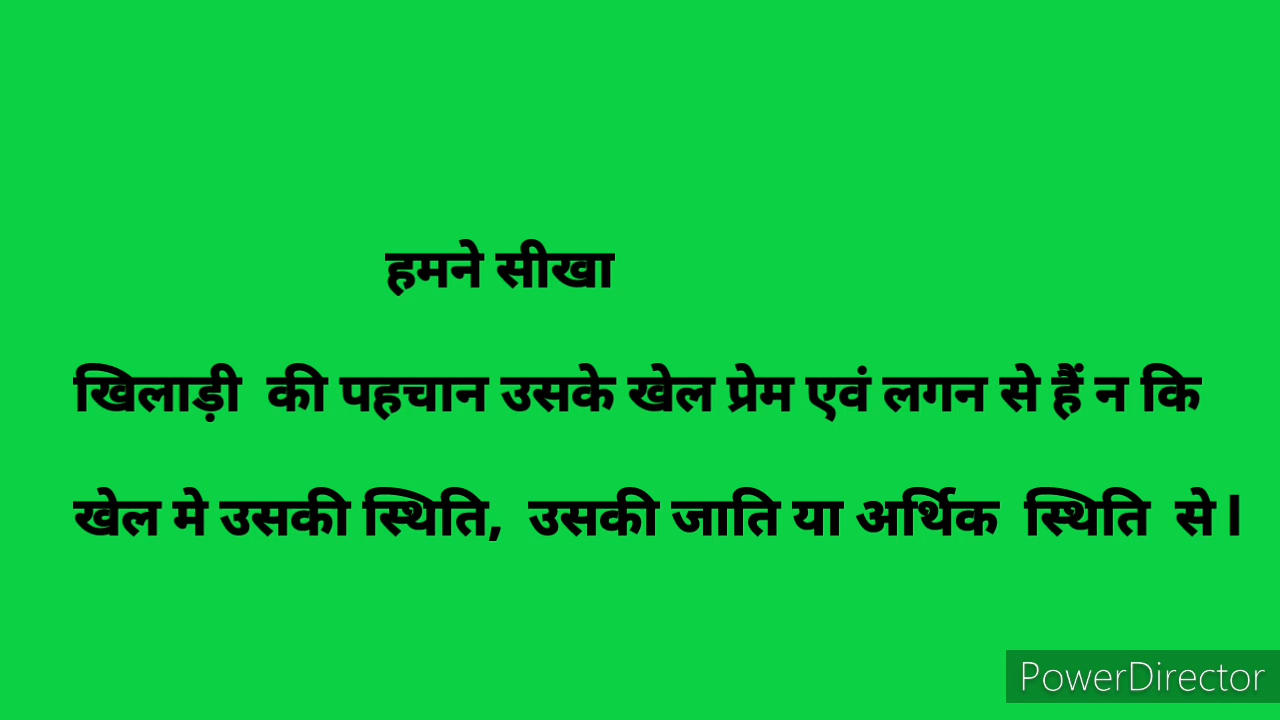 हमने सीखा
खिलाड़ी की पहचान उसके खेल प्रेम एवं लगन से हैं न कि
खेल मे उसकी स्थिति, उसकी जाति या अर्थिक स्थिति से l
PowerDirector